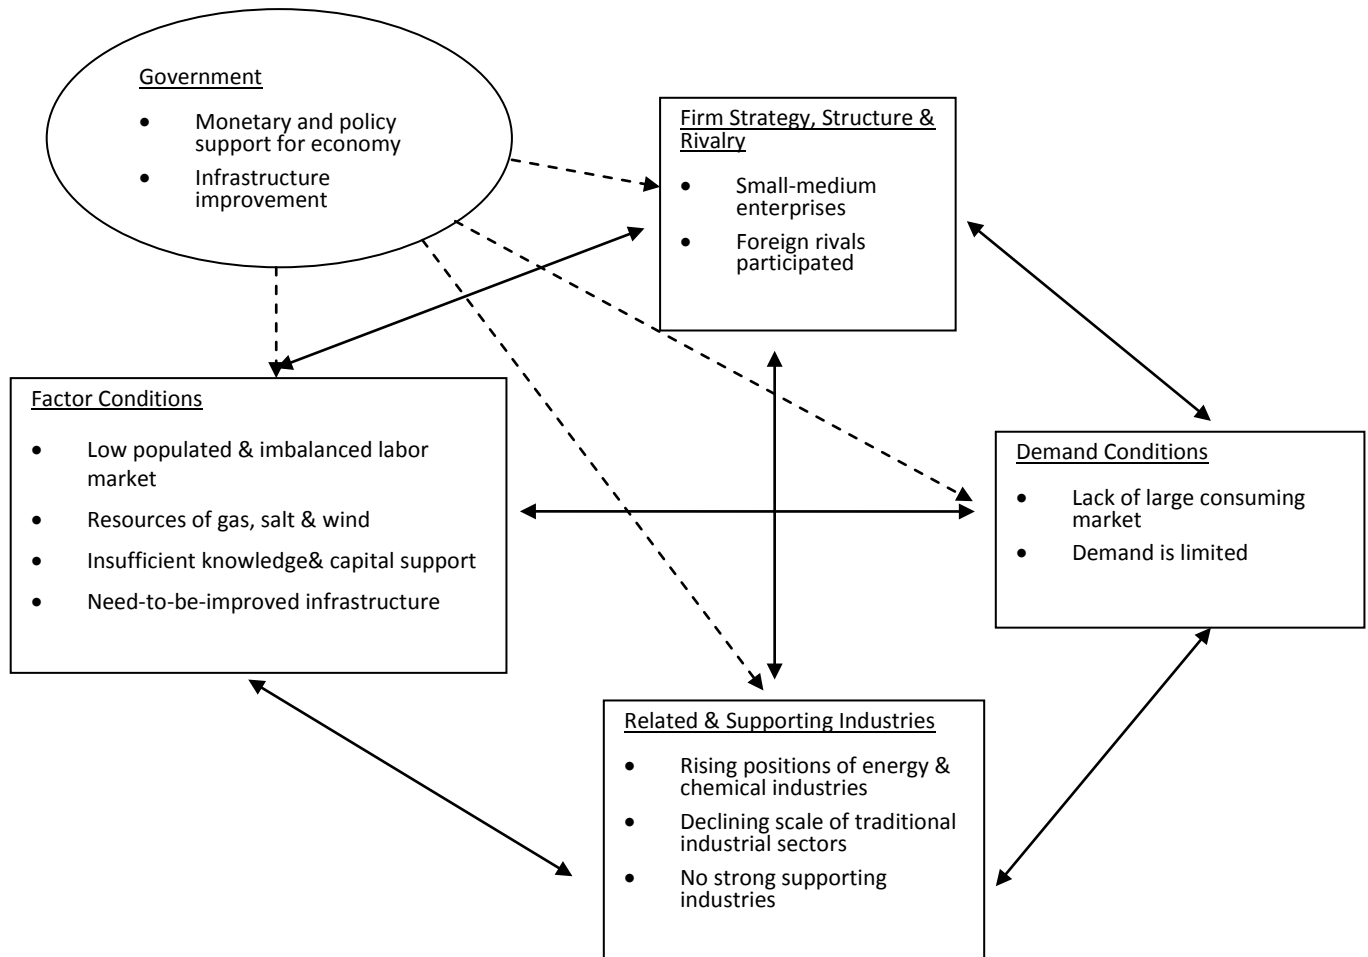 Government
• Monetary and policy
support for economy
• Infrastructure
improvement
Firm Strategy, Structure &
Rivalry
• Small-medium
enterprises
• Foreign rivals
participated
Factor Conditions
• Low populated & imbalanced labor
market
• Resources of gas, salt & wind
• Insufficient knowledge& capital support
• Need-to-be-improved infrastructure
Demand Conditions
• Lack of large consuming
market
• Demand is limited
Related & Supporting Industries
• Rising positions of energy &
chemical industries
• Declining scale of traditional
industrial sectors
• No strong supporting
industries